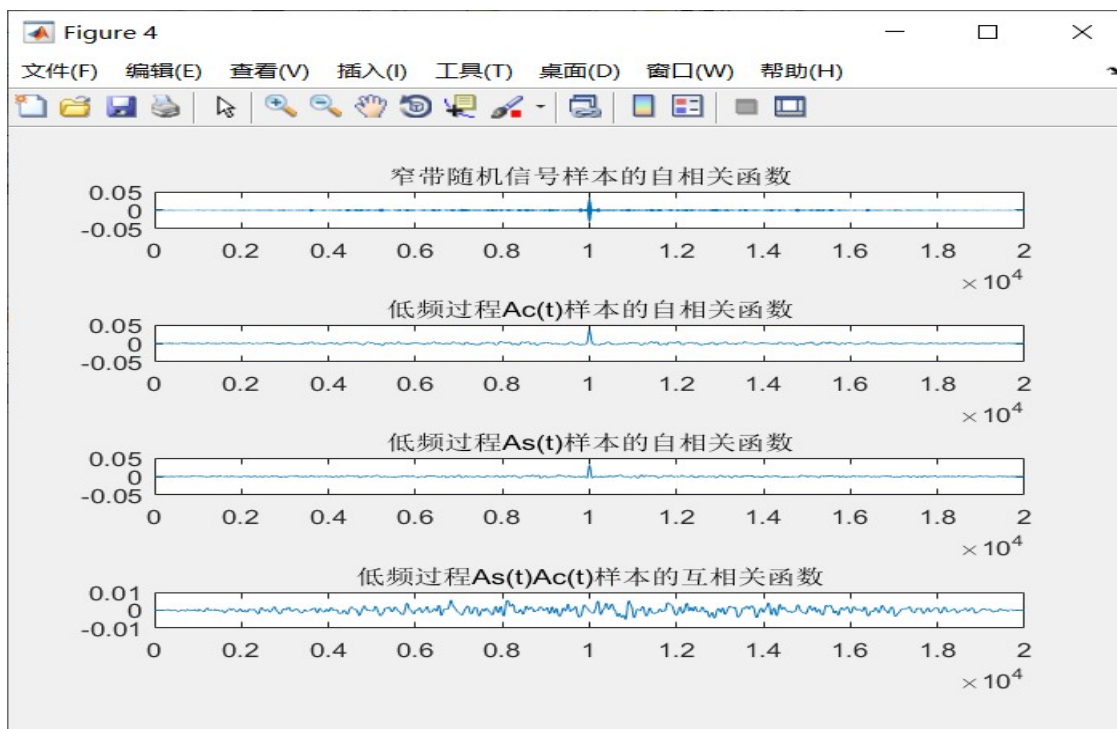 Figure 4
文件(F) 编辑(E) 查看(V) 插入(I) 工具(T) 桌面(D) 窗口(W) 帮助(H)
窄带随机信号样本的自相关函数
0.05
0
-0.05
0 0.2 0.4 0.6 0.8 1 1.2 1.4 1.6 1.8 2
×10⁴
低频过程Ac(t)样本的自相关函数
0.05
0
-0.05
0 0.2 0.4 0.6 0.8 1 1.2 1.4 1.6 1.8 2
×10⁴
低频过程As(t)样本的自相关函数
0.05
0
-0.05
0 0.2 0.4 0.6 0.8 1 1.2 1.4 1.6 1.8 2
×10⁴
低频过程As(t)Ac(t)样本的互相关函数
0.01
0
-0.01
0 0.2 0.4 0.6 0.8 1 1.2 1.4 1.6 1.8 2
×10⁴